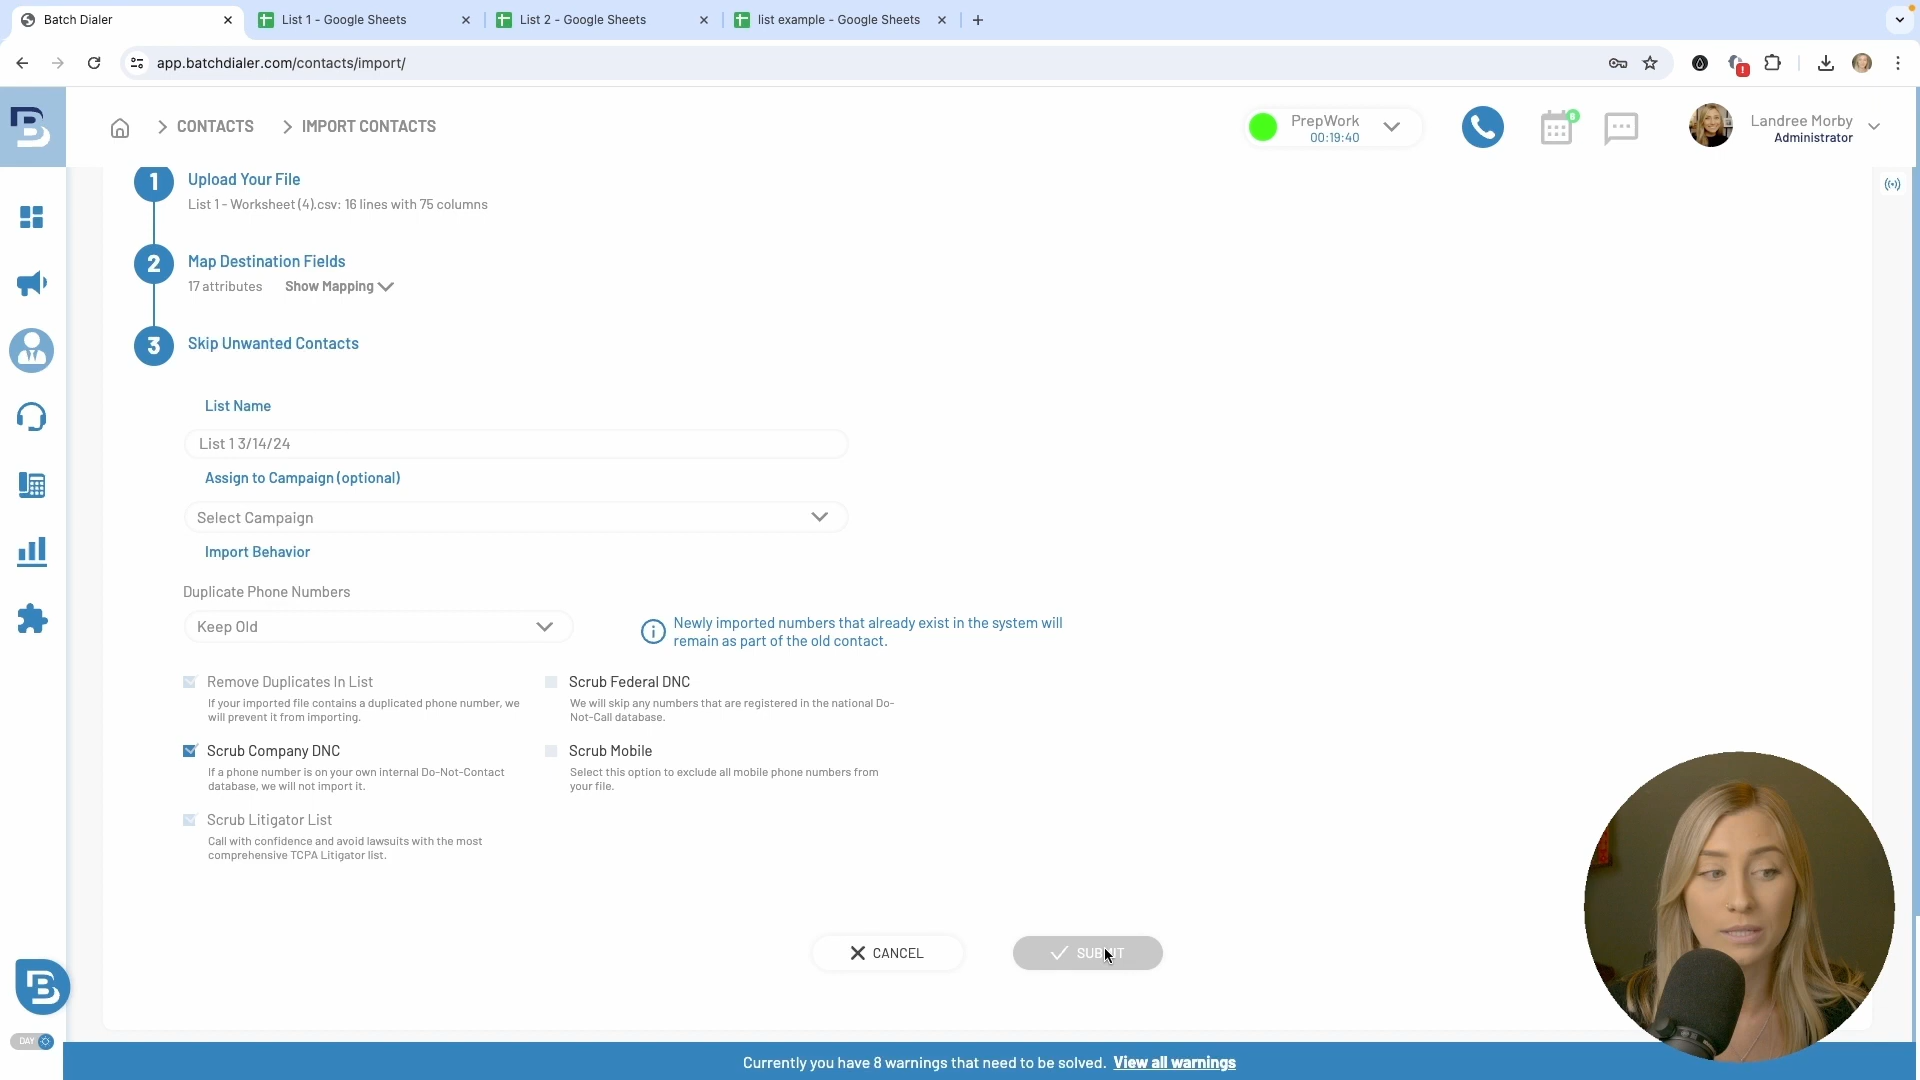 Batch Dialer
List 1 - Google Sheets
List 2 - Google Sheets
list example - Google Sheets
app.batchdialer.com/contacts/import/
CONTACTS
IMPORT CONTACTS
PrepWork
00:19:40
8
Landree Morby
Administrator
1
Upload Your File
List 1 - Worksheet (4).csv: 16 lines with 75 columns
2
Map Destination Fields
17 attributes Show Mapping
3
Skip Unwanted Contacts
List Name
List 1 3/14/24
Assign to Campaign (optional)
Select Campaign
Import Behavior
Duplicate Phone Numbers
Keep Old
Newly imported numbers that already exist in the system will
remain as part of the old contact.
Remove Duplicates In List
If your imported file contains a duplicated phone number, we
will prevent it from importing.
Scrub Federal DNC
We will skip any numbers that are registered in the national Do-
Not-Call database.
Scrub Company DNC
If a phone number is on your own internal Do-Not-Contact
database, we will not import it.
Scrub Mobile
Select this option to exclude all mobile phone numbers from
your file.
Scrub Litigator List
Call with confidence and avoid lawsuits with the most
comprehensive TCPA Litigator list.
CANCEL
SUBMIT
DAY
Currently you have 8 warnings that need to be solved. View all warnings